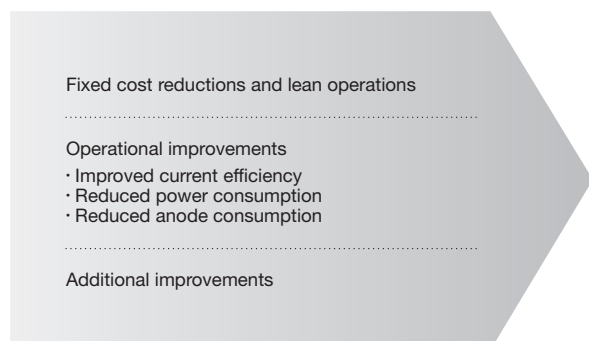 Fixed cost reductions and lean operations
Operational improvements
· Improved current efficiency
· Reduced power consumption
· Reduced anode consumption
Additional improvements